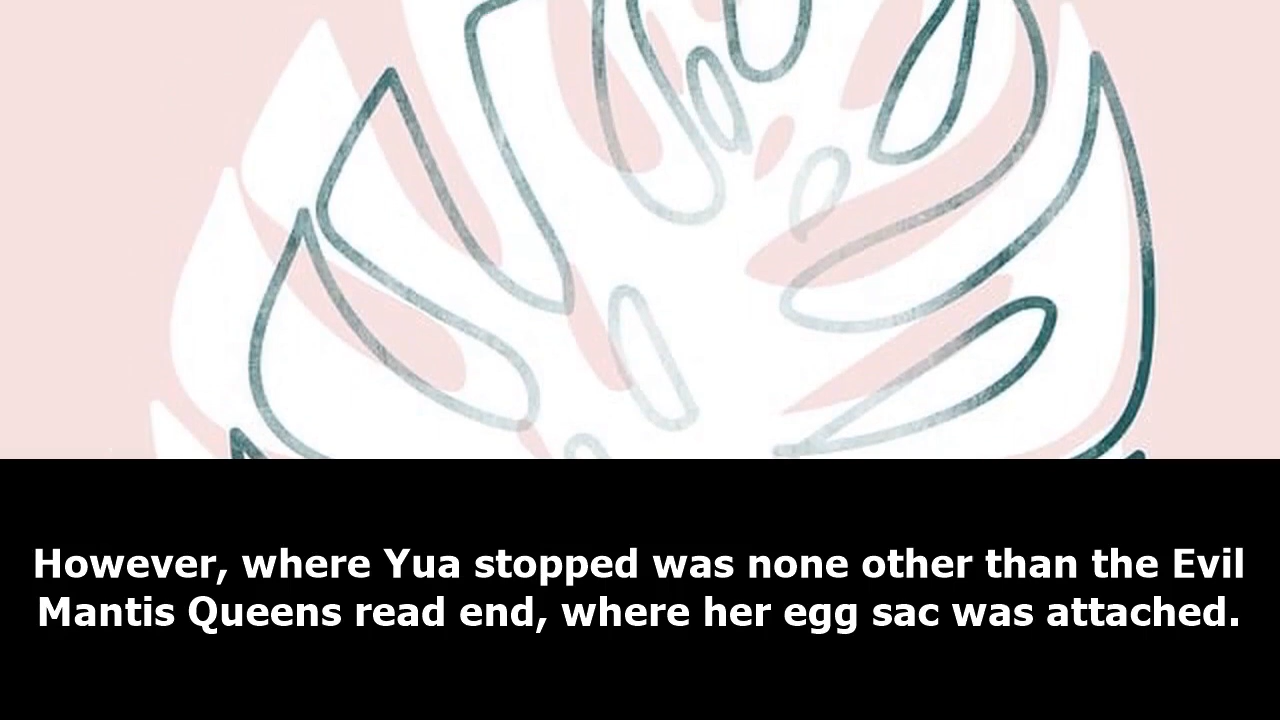 However, where Yua stopped was none other than the Evil
Mantis Queens read end, where her egg sac was attached.